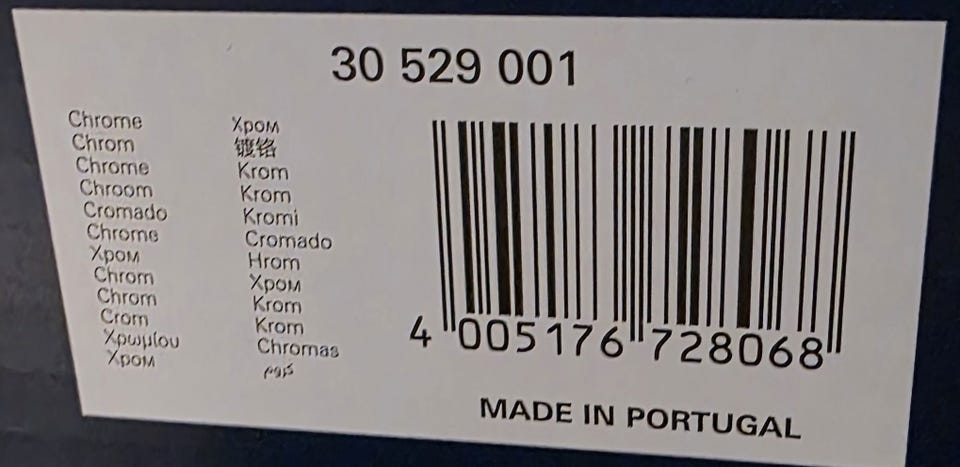 30 529 001
Chrome
Chrom
Chrome
Chroom
Cromado
Chrome
Хром
Chrom
Chrom
Crom
Χρωμίου
Хром
Хром
镀铬
Krom
Krom
Kromi
Cromado
Hrom
Хром
Krom
Krom
Chromas
كروم
4 005176 728068
MADE IN PORTUGAL